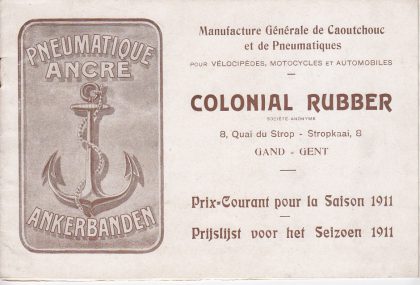 PNEUMATIQUE
ANCRE
ANKERBANDEN
Manufacture Générale de Caoutchouc
et de Pneumatiques
POUR VÉLOCIPÈDES, MOTOCYCLES ET AUTOMOBILES
COLONIAL RUBBER
SOCIÉTÉ ANONYME
8, Quai du Strop - Stropkaai, 8
GAND - GENT
Prix-Courant pour la Saison 1911
Prijslijst voor het Seizoen 1911